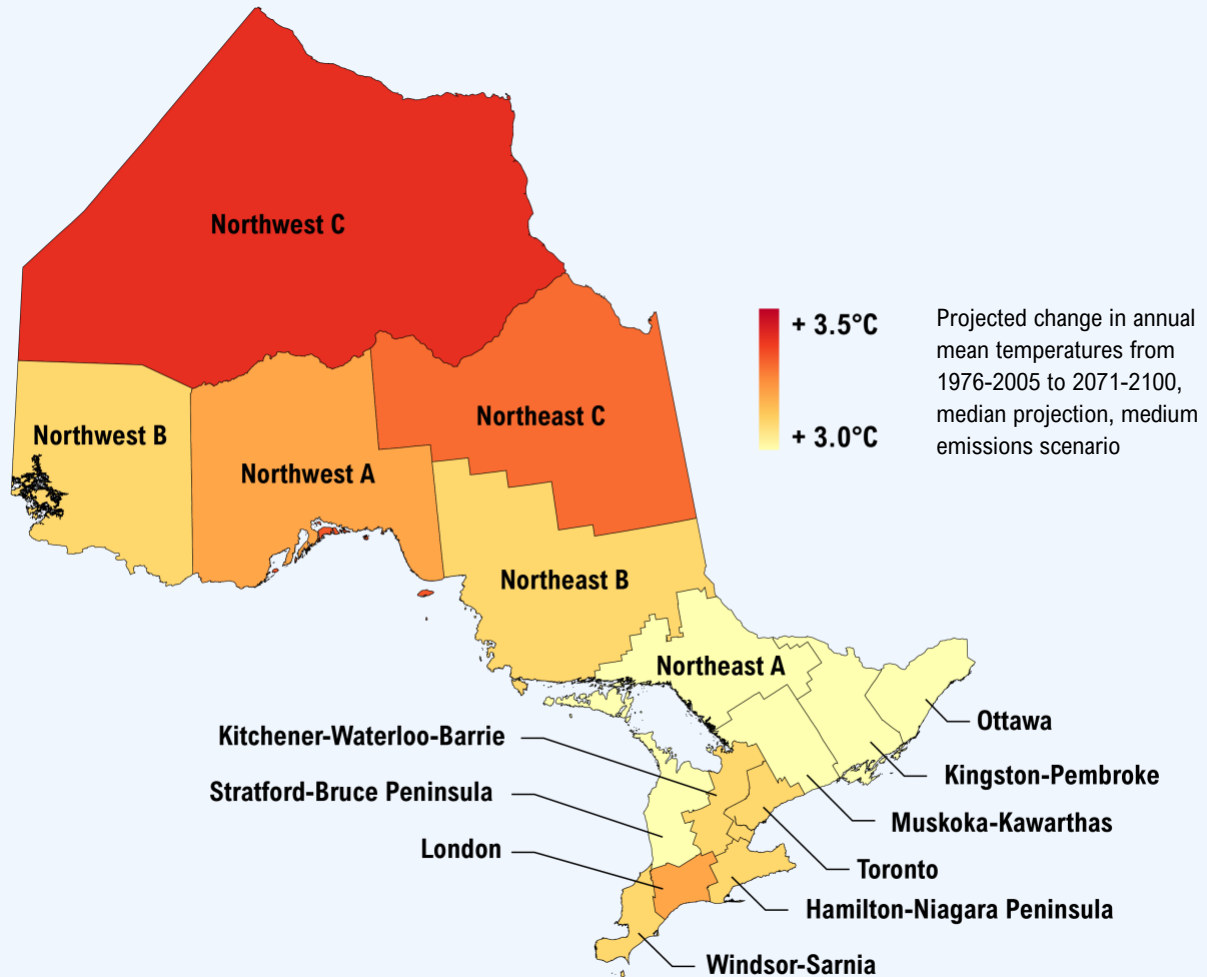 Northwest C
+ 3.5°C
+ 3.0°C
Projected change in annual
mean temperatures from
1976-2005 to 2071-2100,
median projection, medium
emissions scenario
Northwest B
Northwest A
Northeast C
Northeast B
Northeast A
Ottawa
Kitchener-Waterloo-Barrie
Kingston-Pembroke
Stratford-Bruce Peninsula
Muskoka-Kawarthas
London
Toronto
Hamilton-Niagara Peninsula
Windsor-Sarnia